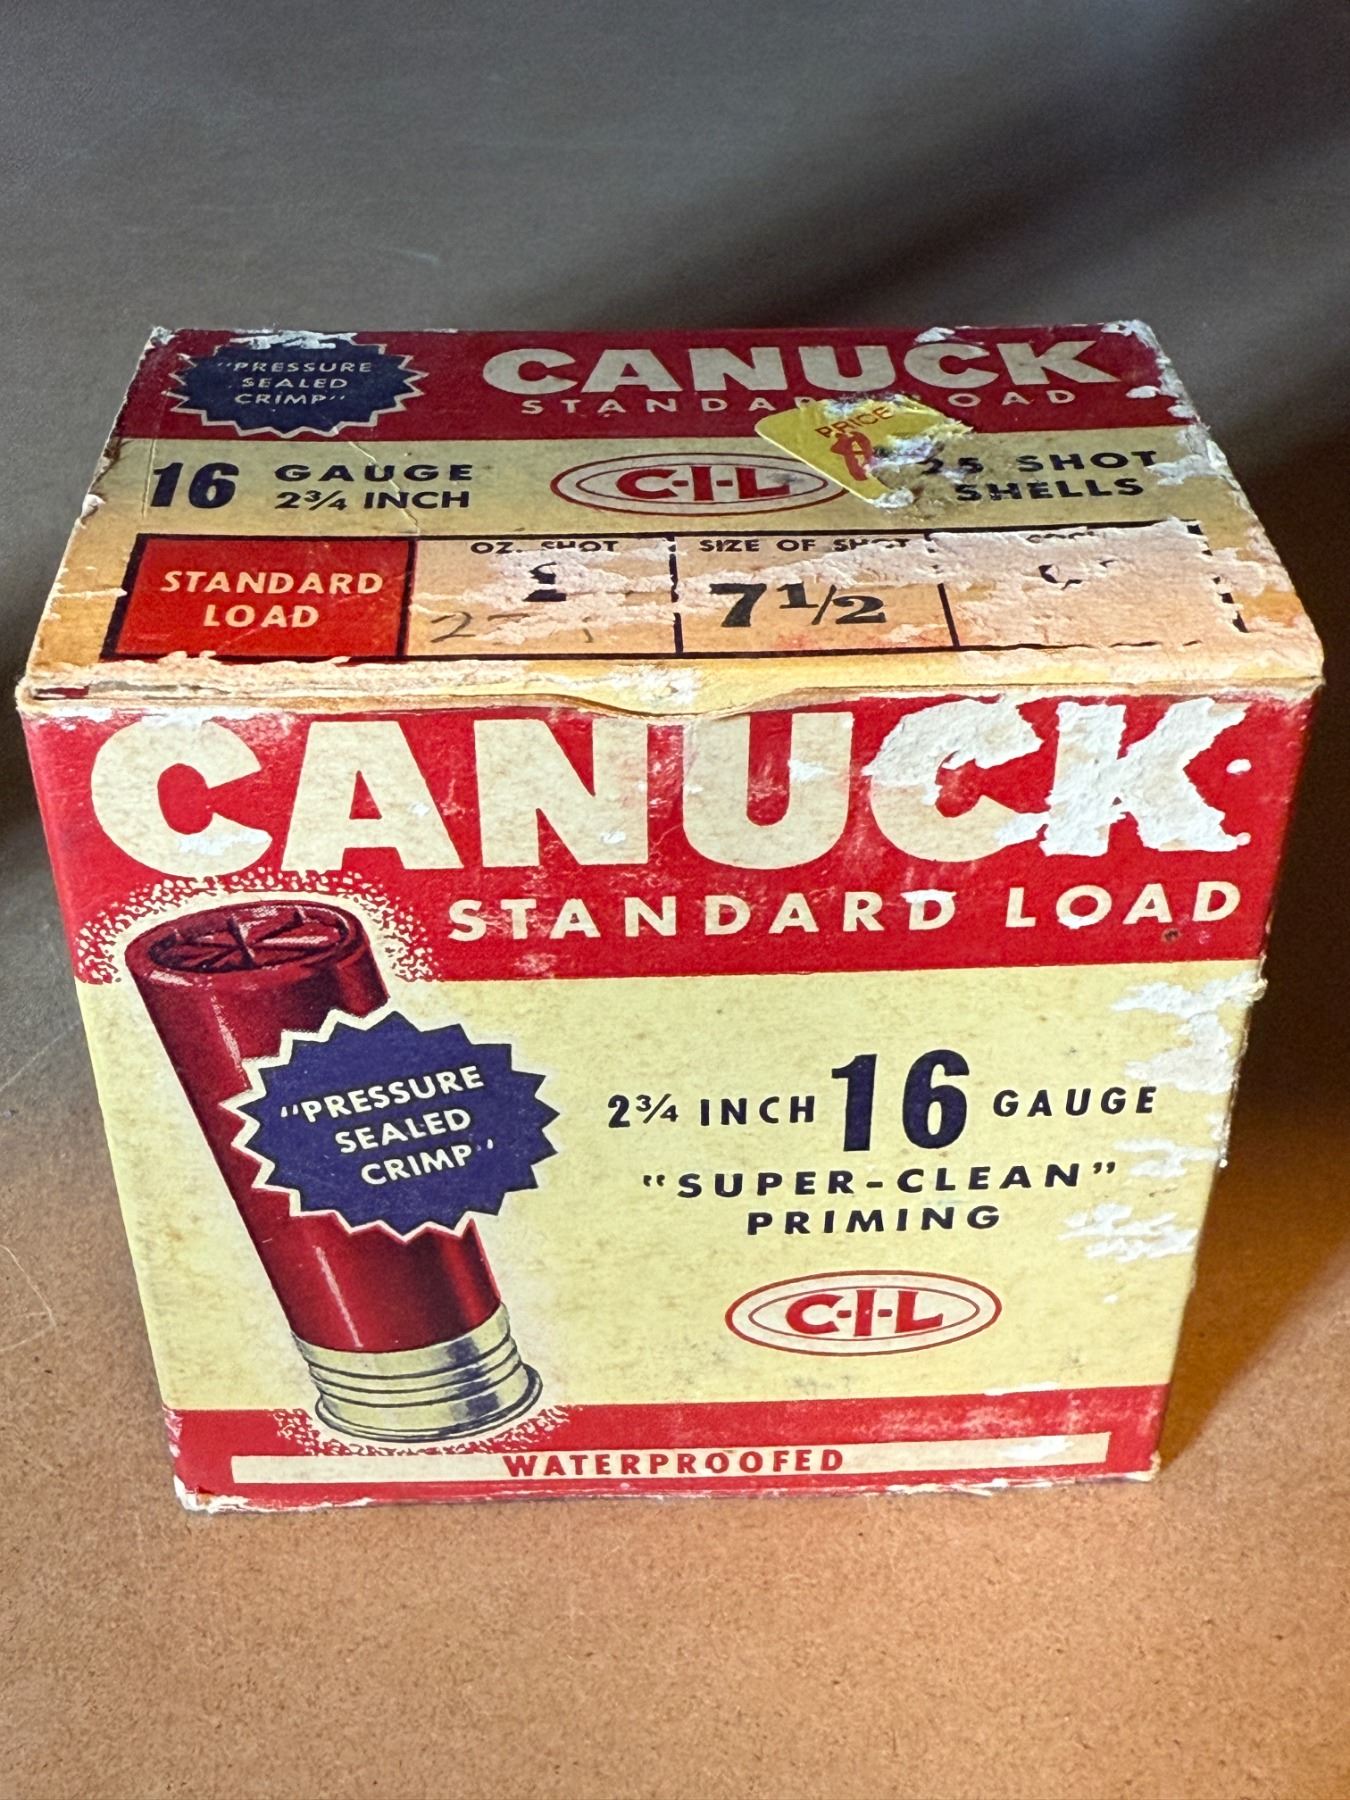 "PRESSURE
SEALED
CRIMP"
CANUCK
STANDARD LOAD
PRICE
16 GAUGE
2¾ INCH
C-I-L
25 SHOT
SHELLS
STANDARD
LOAD
OZ. SHOT
SIZE OF SHOT
7½
CANUCK
STANDARD LOAD
"PRESSURE
SEALED
CRIMP"
2¾ INCH 16 GAUGE
"SUPER-CLEAN"
PRIMING
C-I-L
WATERPROOFED